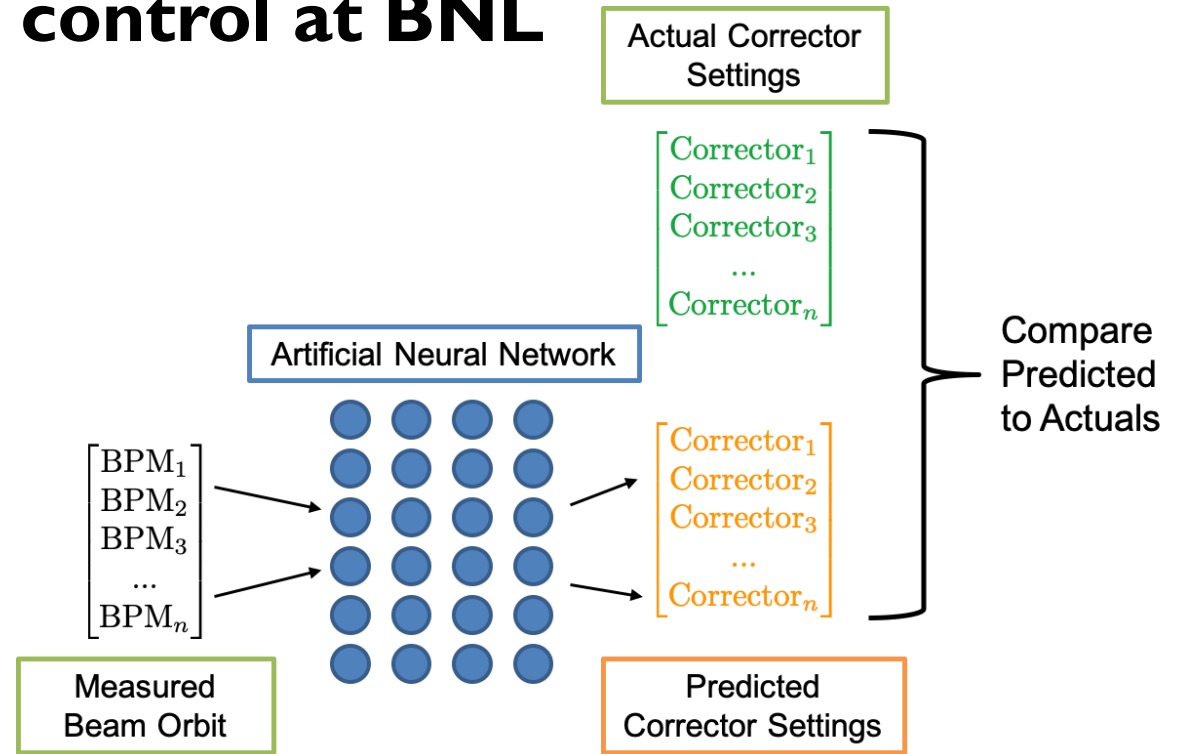 control at BNL
Actual Corrector
Settings
Corrector₁
Corrector₂
Corrector₃
...
Correctorₙ
Artificial Neural Network
Compare
Predicted
to Actuals
BPM₁
BPM₂
BPM₃
...
BPMₙ
Corrector₁
Corrector₂
Corrector₃
...
Correctorₙ
Measured
Beam Orbit
Predicted
Corrector Settings